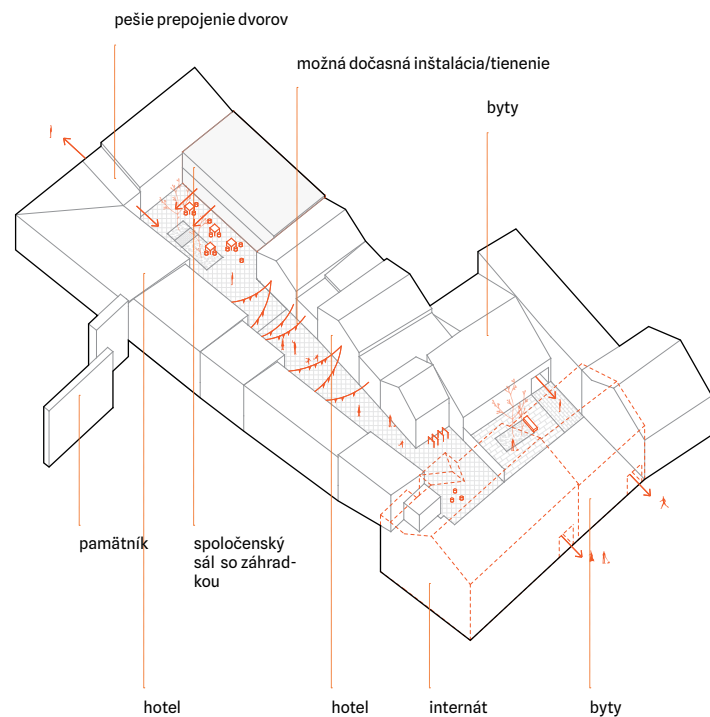 pešie prepojenie dvorov
možná dočasná inštalácia/tienenie
byty
pamätník
spoločenský
sál so záhrad-
kou
hotel
hotel
internát
byty